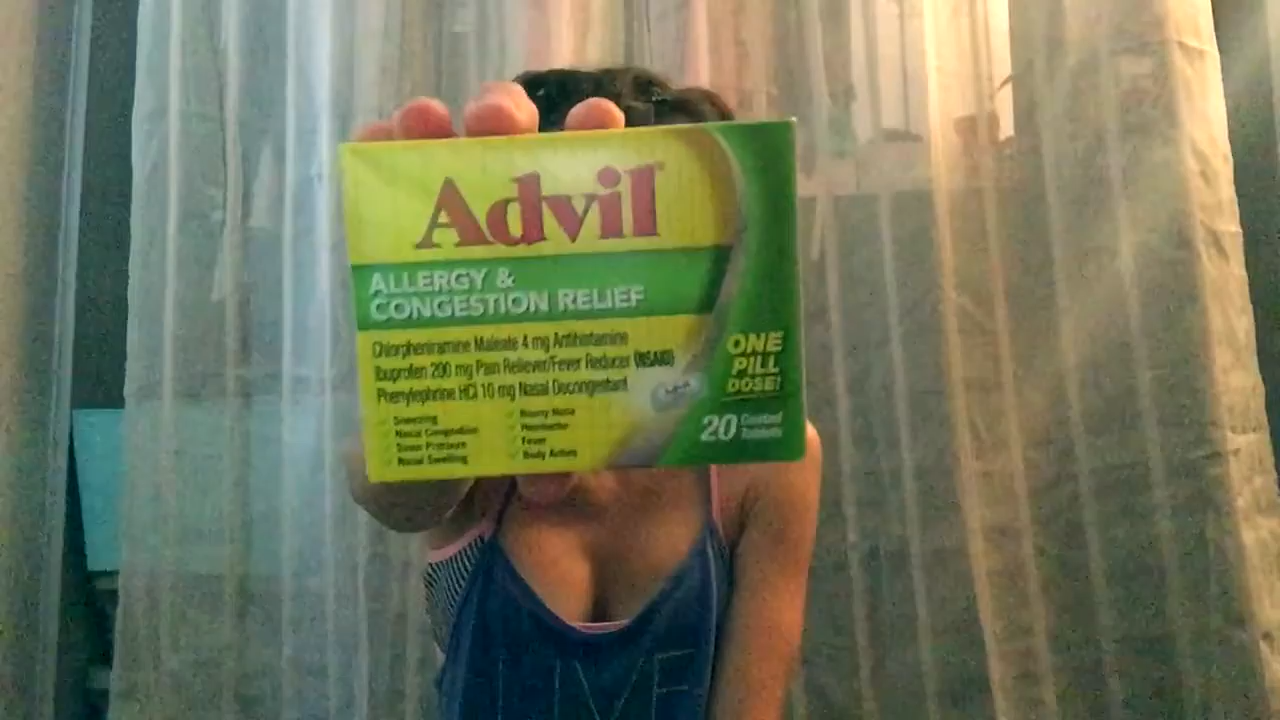 Advil
ALLERGY &
CONGESTION RELIEF
Chlorpheniramine Maleate 4 mg Antihistamine
Ibuprofen 200 mg Pain Reliever/Fever Reducer (NSAID)
Phenylephrine HCl 10 mg Nasal Decongestant
Sneezing
Nasal Congestion
Sinus Pressure
Nasal Swelling
Runny Nose
Headache
Fever
Body Aches
ONE
PILL
DOSE!
20 Coated
Tablets